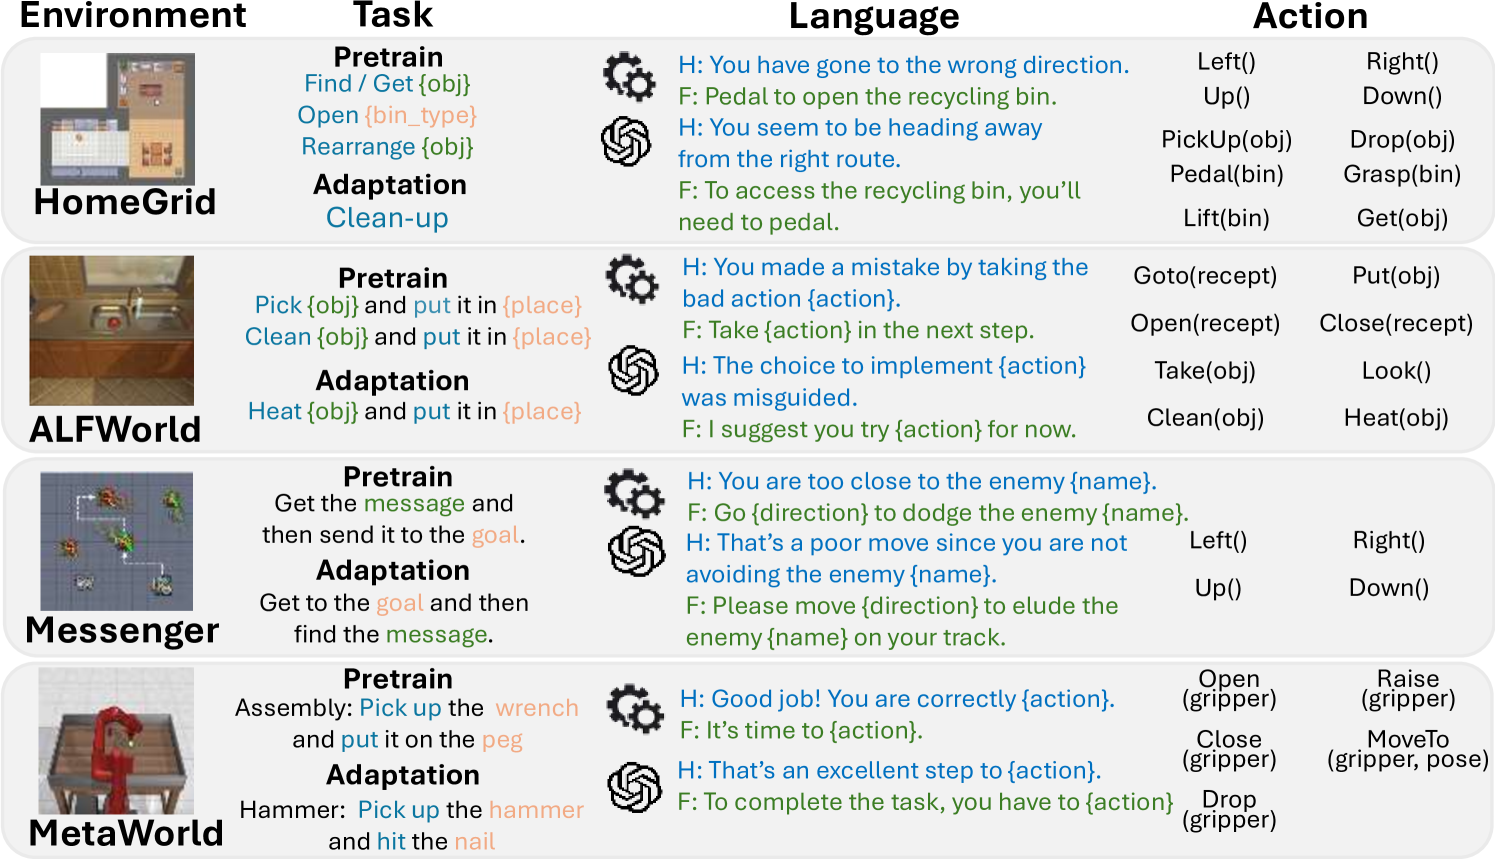 Environment Task Language Action
HomeGrid
Pretrain
Find / Get {obj}
Open {bin_type}
Rearrange {obj}
Adaptation
Clean-up
H: You have gone to the wrong direction.
F: Pedal to open the recycling bin.
H: You seem to be heading away
from the right route.
F: To access the recycling bin, you’ll
need to pedal.
Left() Right()
Up() Down()
PickUp(obj) Drop(obj)
Pedal(bin) Grasp(bin)
Lift(bin) Get(obj)
ALFWorld
Pretrain
Pick {obj} and put it in {place}
Clean {obj} and put it in {place}
Adaptation
Heat {obj} and put it in {place}
H: You made a mistake by taking the
bad action {action}.
F: Take {action} in the next step.
H: The choice to implement {action}
was misguided.
F: I suggest you try {action} for now.
Goto(recept) Put(obj)
Open(recept) Close(recept)
Take(obj) Look()
Clean(obj) Heat(obj)
Messenger
Pretrain
Get the message and
then send it to the goal.
Adaptation
Get to the goal and then
find the message.
H: You are too close to the enemy {name}.
F: Go {direction} to dodge the enemy {name}.
H: That’s a poor move since you are not
avoiding the enemy {name}.
F: Please move {direction} to elude the
enemy {name} on your track.
Left() Right()
Up() Down()
MetaWorld
Pretrain
Assembly: Pick up the wrench
and put it on the peg
Adaptation
Hammer: Pick up the hammer
and hit the nail
H: Good job! You are correctly {action}.
F: It’s time to {action}.
H: That’s an excellent step to {action}.
F: To complete the task, you have to {action}
Open Raise
(gripper) (gripper)
Close MoveTo
(gripper) (gripper, pose)
Drop
(gripper)